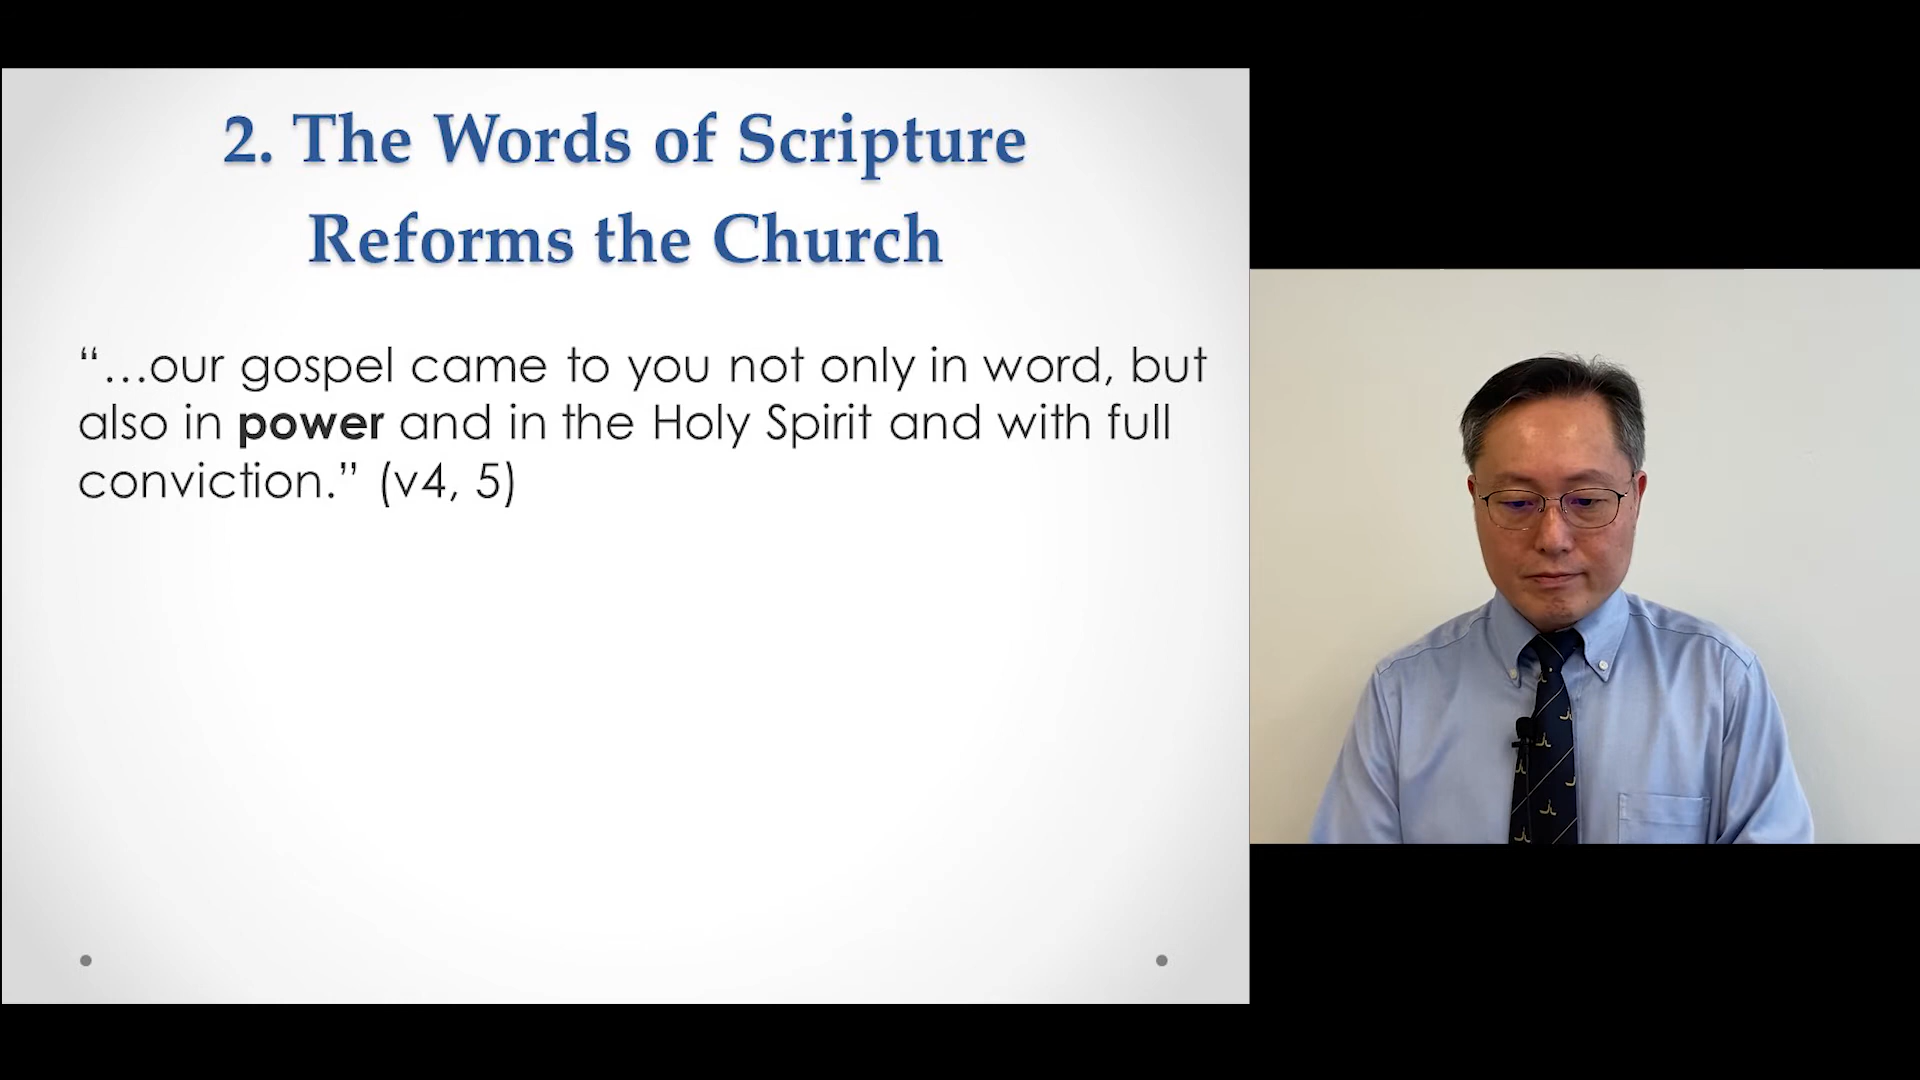 2. The Words of Scripture
Reforms the Church
“…our gospel came to you not only in word, but
also in power and in the Holy Spirit and with full
conviction.” (v4, 5)